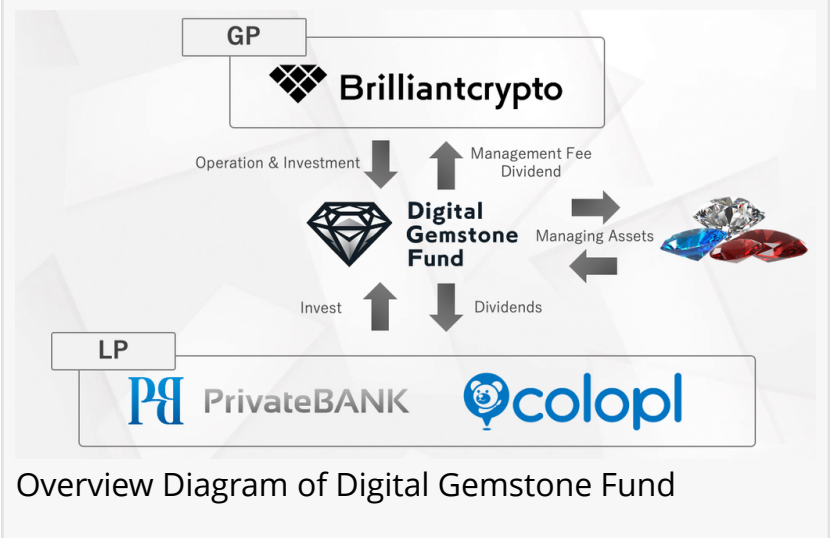 GP
Brilliantcrypto
Operation & Investment
Management Fee
Dividend
Digital
Gemstone
Fund
Managing Assets
Invest
Dividends
LP
PB PrivateBANK
colopl
Overview Diagram of Digital Gemstone Fund